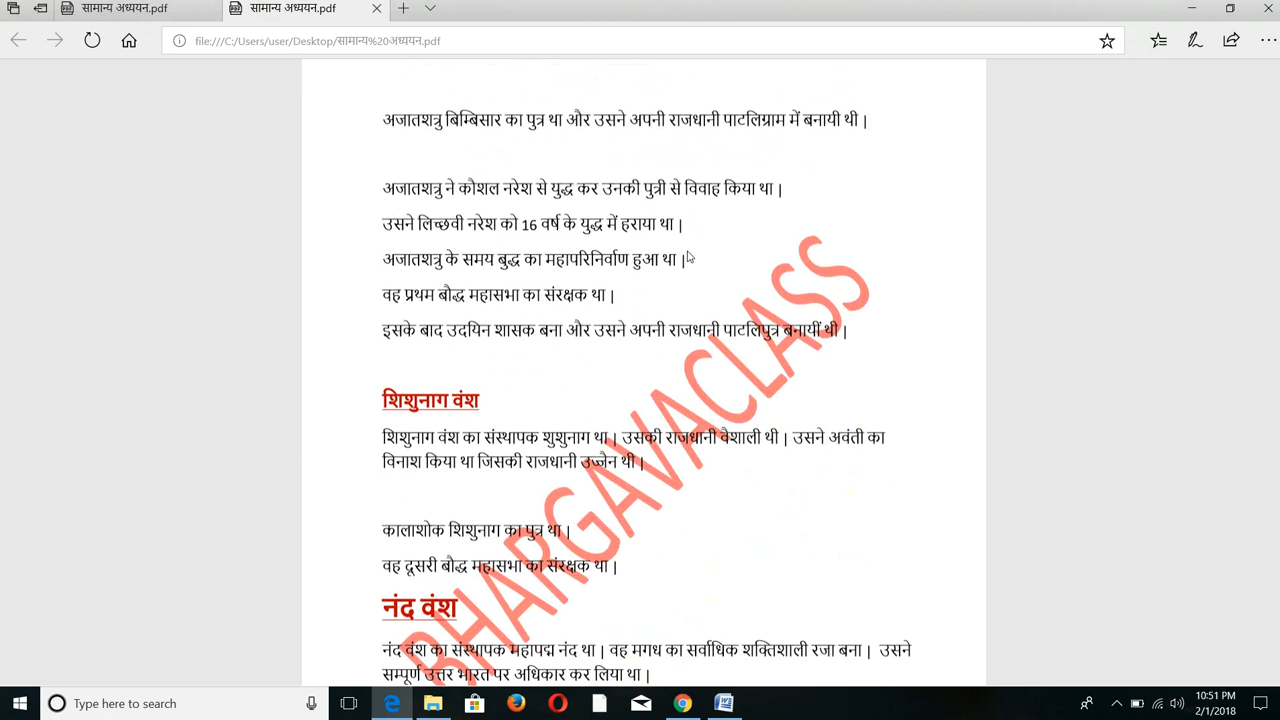 सामान्य अध्ययन.pdf
सामान्य अध्ययन.pdf
file:///C:/Users/user/Desktop/सामान्य%20अध्ययन.pdf
अजातशत्रु बिम्बिसार का पुत्र था और उसने अपनी राजधानी पाटलिग्राम में बनायी थी |
अजातशत्रु ने कौशल नरेश से युद्ध कर उनकी पुत्री से विवाह किया था |
उसने लिच्छवी नरेश को 16 वर्ष के युद्ध में हराया था |
अजातशत्रु के समय बुद्ध का महापरिनिर्वाण हुआ था |
वह प्रथम बौद्ध महासभा का संरक्षक था |
इसके बाद उदयिन शासक बना और उसने अपनी राजधानी पाटलिपुत्र बनायीं थी |
शिशुनाग वंश
शिशुनाग वंश का संस्थापक शुशुनाग था | उसकी राजधानी वैशाली थी | उसने अवंती का
विनाश किया था जिसकी राजधानी उज्जैन थी |
कालाशोक शिशुनाग का पुत्र था |
वह दूसरी बौद्ध महासभा का संरक्षक था |
नंद वंश
नंद वंश का संस्थापक महापद्म नंद था | वह मगध का सर्वाधिक शक्तिशाली रजा बना | उसने
सम्पूर्ण उत्तर भारत पर अधिकार कर लिया था |
BHARGAVACLASS
Type here to search
10:51 PM
2/1/2018